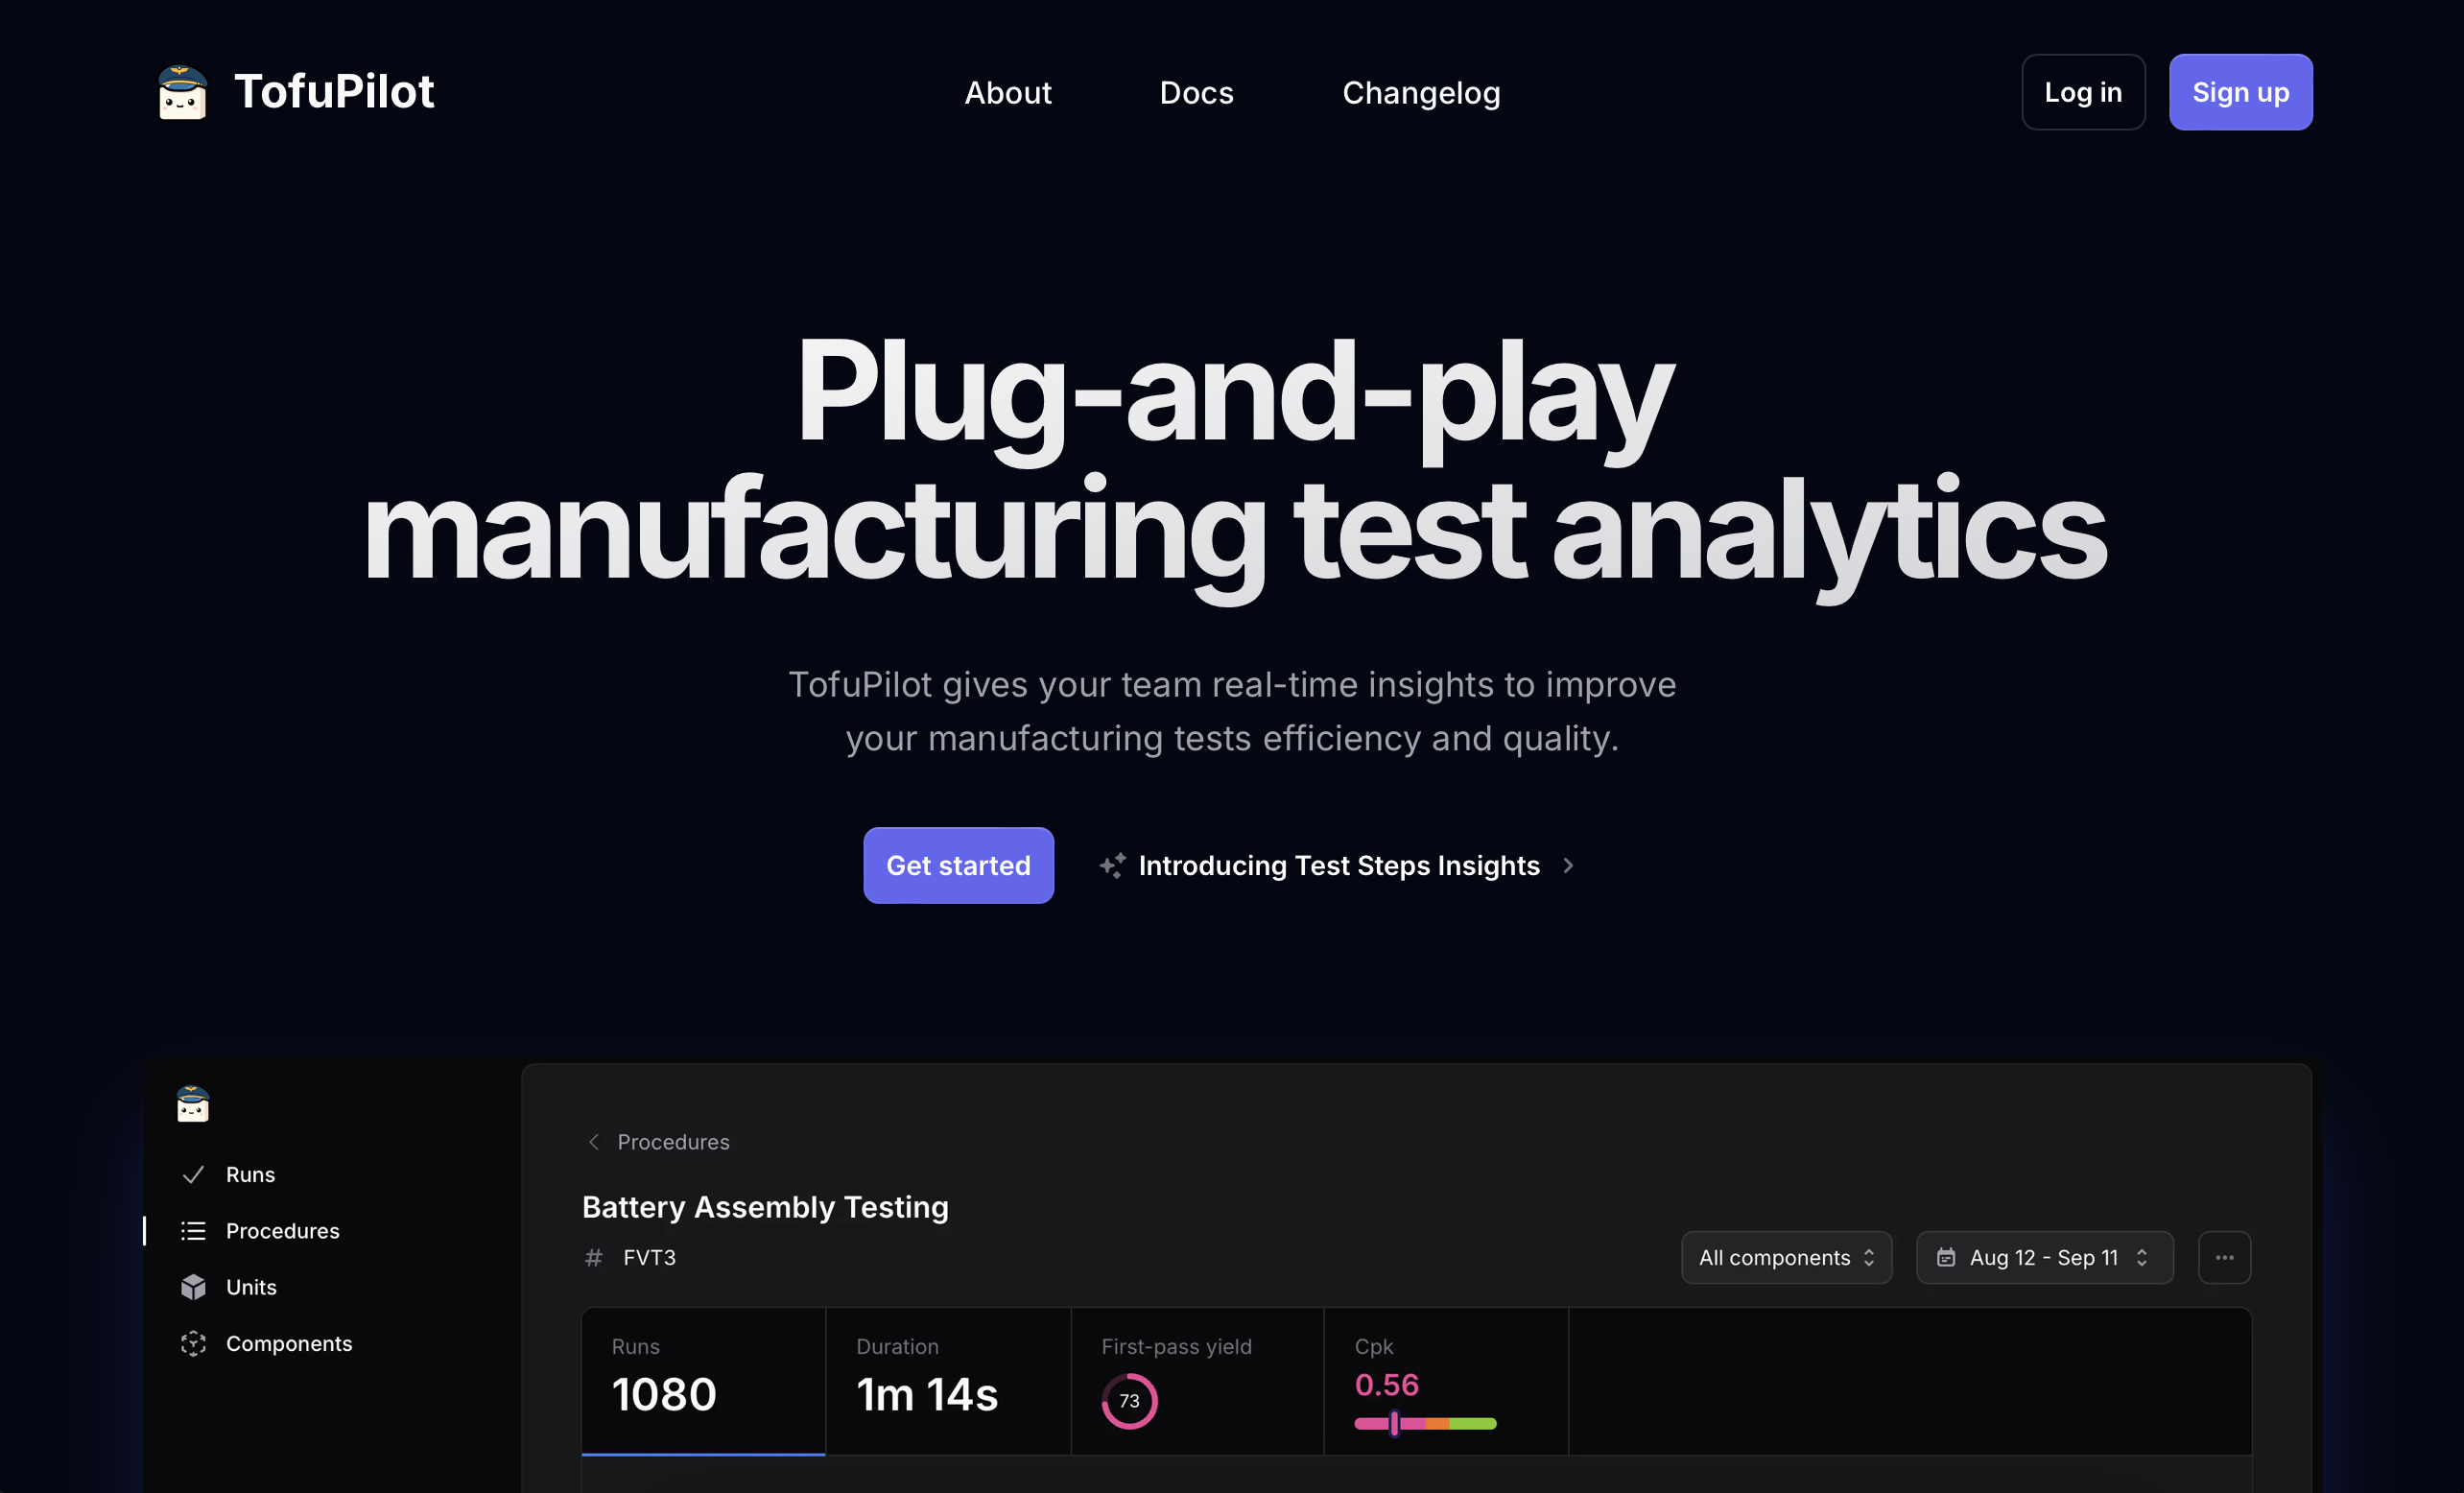 TofuPilot
About
Docs
Changelog
Log in
Sign up
Plug-and-play
manufacturing test analytics
TofuPilot gives your team real-time insights to improve
your manufacturing tests efficiency and quality.
Get started
Introducing Test Steps Insights
Runs
Procedures
Units
Components
Procedures
Battery Assembly Testing
# FVT3
All components
Aug 12 - Sep 11
Runs
1080
Duration
1m 14s
First-pass yield
73
Cpk
0.56